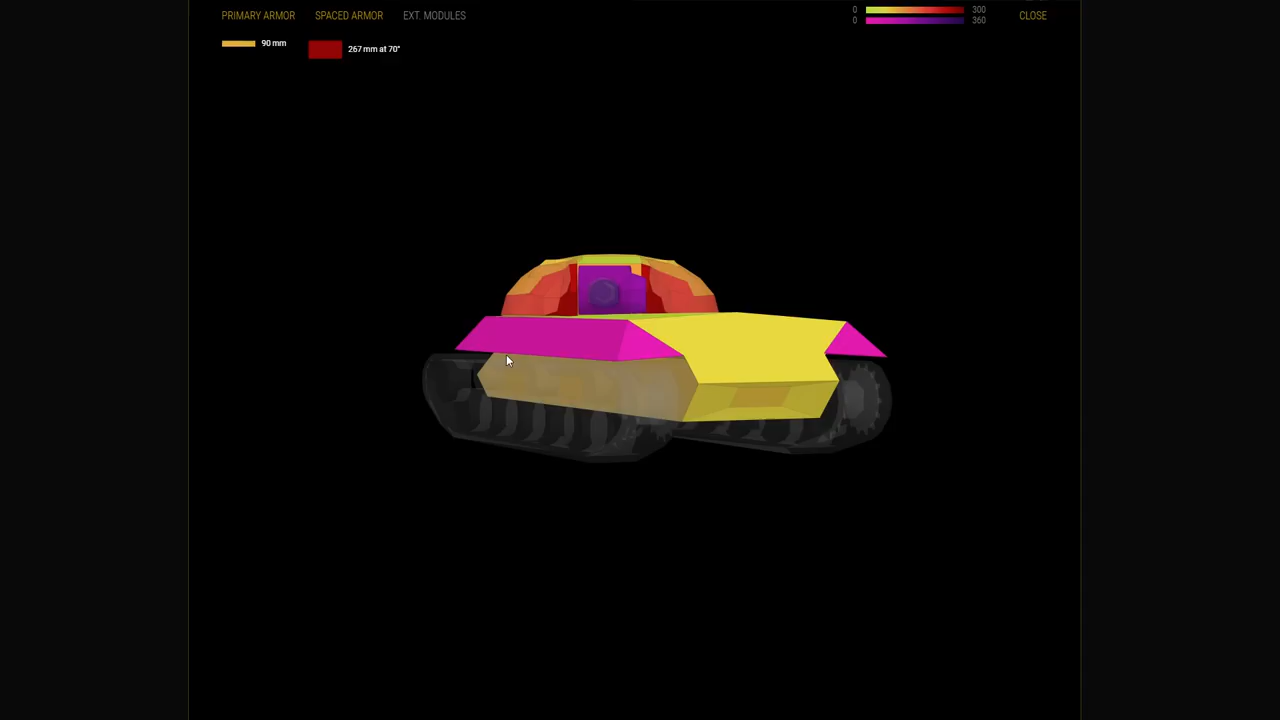 PRIMARY ARMOR SPACED ARMOR EXT. MODULES
0 300
0 360
CLOSE
90 mm
267 mm at 70°